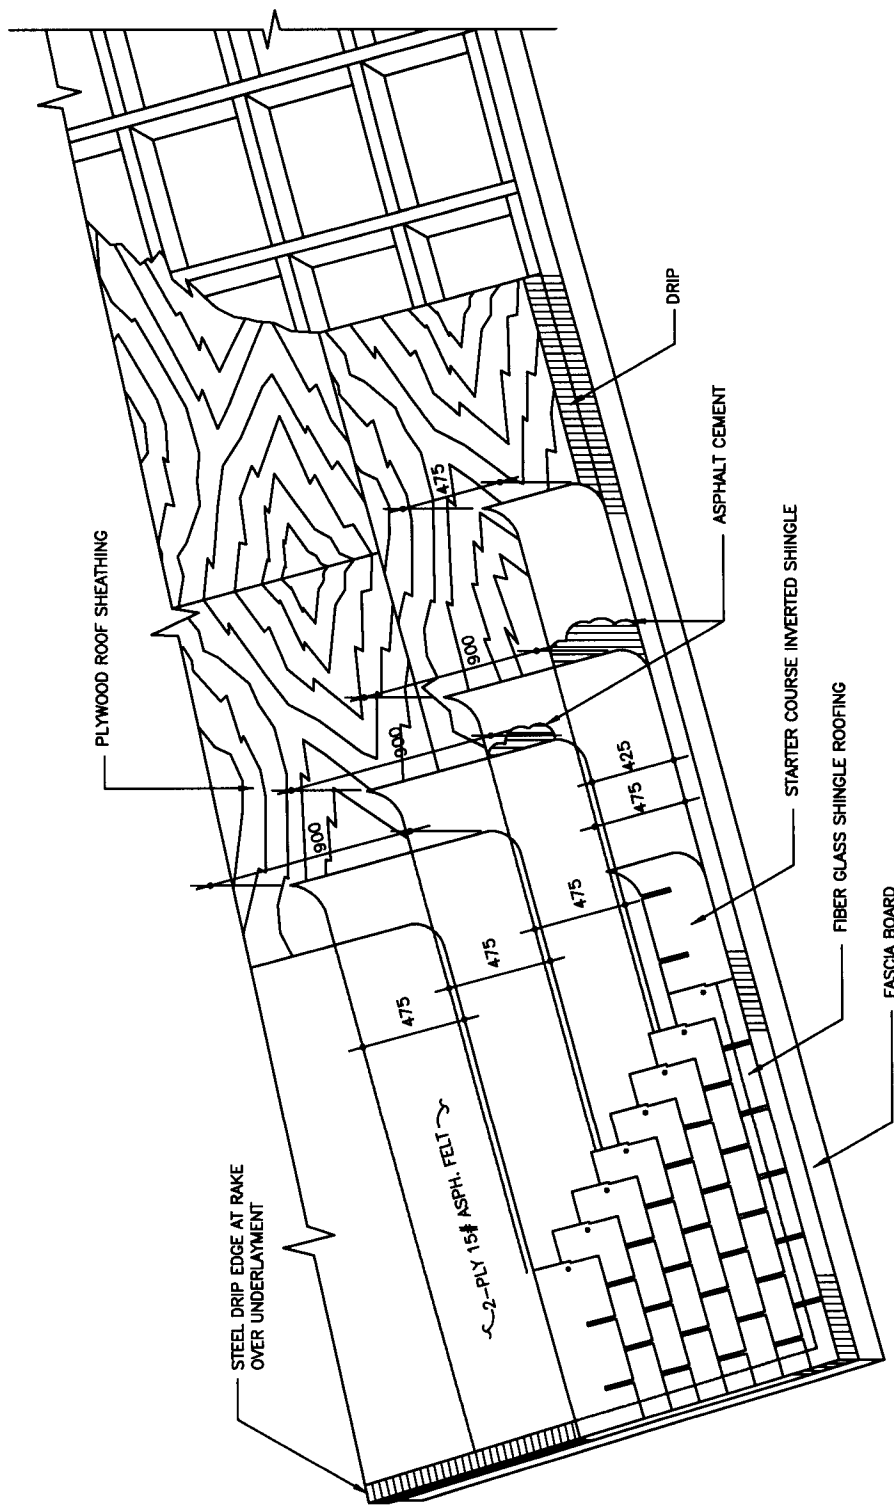 STEEL DRIP EDGE AT RAKE
OVER UNDERLAYMENT
PLYWOOD ROOF SHEATHING
2-PLY 15# ASPH. FELT
475
475
475
900
900
900
475
475
425
DRIP
ASPHALT CEMENT
STARTER COURSE INVERTED SHINGLE
FIBER GLASS SHINGLE ROOFING
FASCIA BOARD